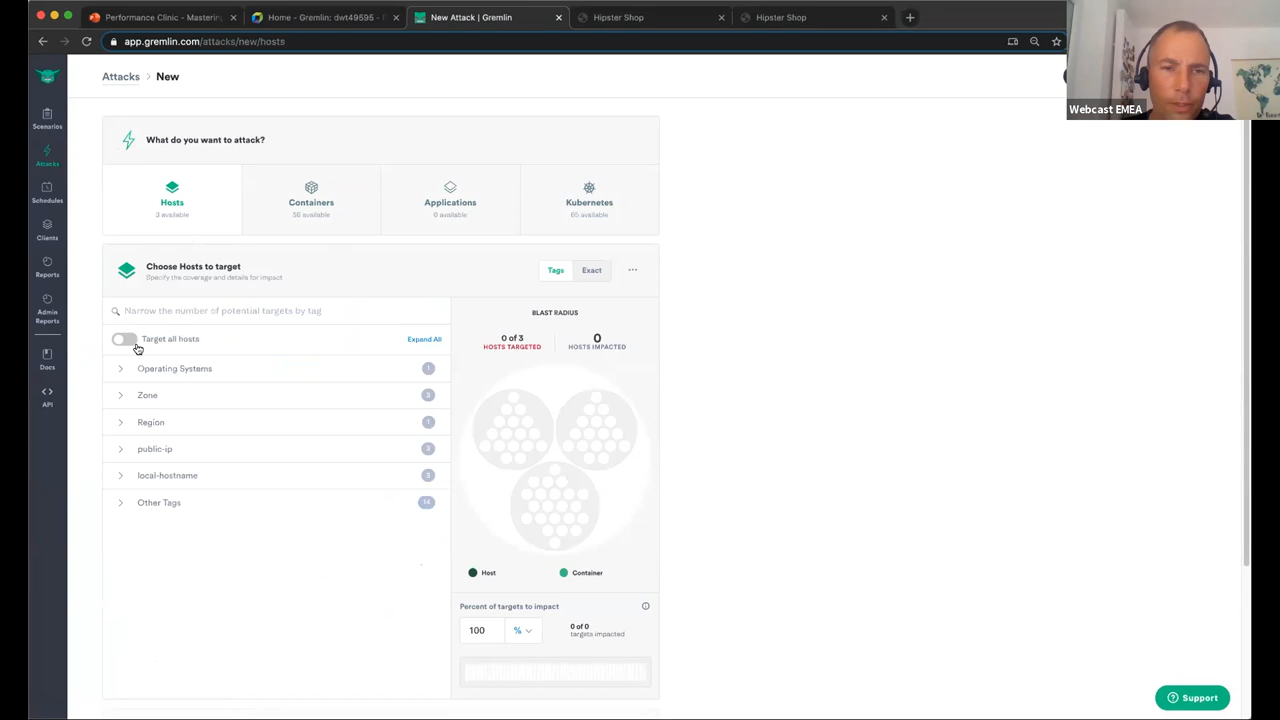 Performance Clinic - Mastering
Home - Gremlin: dwt49595 -
New Attack | Gremlin
Hipster Shop
Hipster Shop
app.gremlin.com/attacks/new/hosts
Attacks > New
Webcast EMEA
Scenarios
Attacks
Schedules
Clients
Reports
Admin
Reports
Docs
API
What do you want to attack?
Hosts
3 available
Containers
56 available
Applications
0 available
Kubernetes
65 available
Choose Hosts to target
Specify the coverage and details for impact
Tags
Exact
Narrow the number of potential targets by tag
Target all hosts
Expand All
Operating Systems
1
Zone
3
Region
1
public-ip
3
local-hostname
3
Other Tags
14
BLAST RADIUS
0 of 3
HOSTS TARGETED
0
HOSTS IMPACTED
Host
Container
Percent of targets to impact
100
%
0 of 0
targets impacted
Support